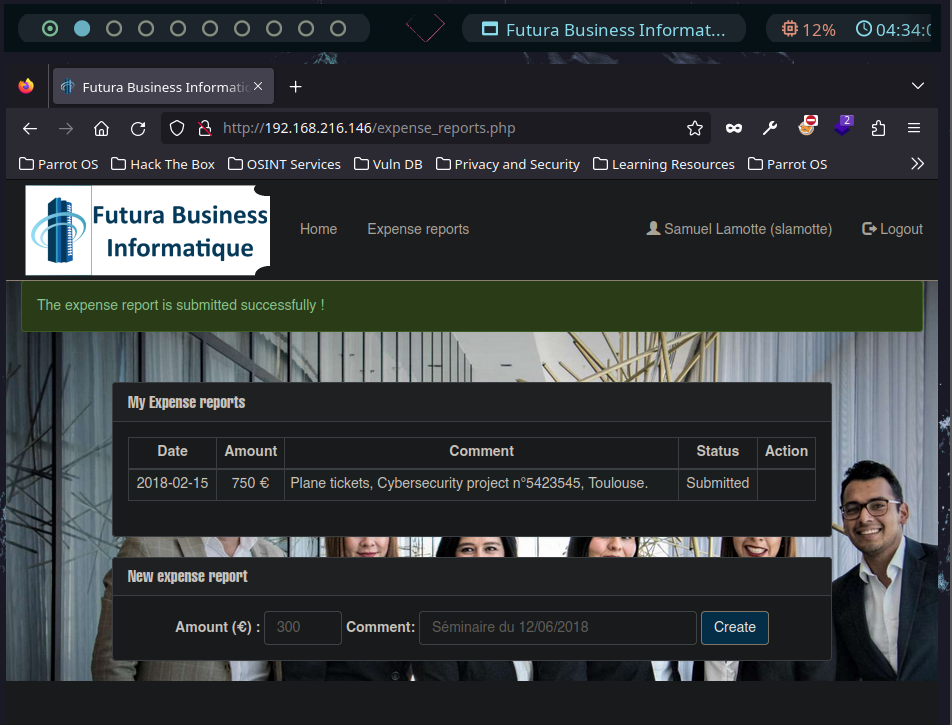 Futura Business Informat... 12% 04:34:0
Futura Business Informatic
http://192.168.216.146/expense_reports.php 2
Parrot OS Hack The Box OSINT Services Vuln DB Privacy and Security Learning Resources Parrot OS
Futura Business
Informatique
Home Expense reports Samuel Lamotte (slamotte) Logout
The expense report is submitted successfully !
My Expense reports
Date Amount Comment Status Action
2018-02-15 750 € Plane tickets, Cybersecurity project n°5423545, Toulouse. Submitted
New expense report
Amount (€) : 300 Comment: Séminaire du 12/06/2018 Create